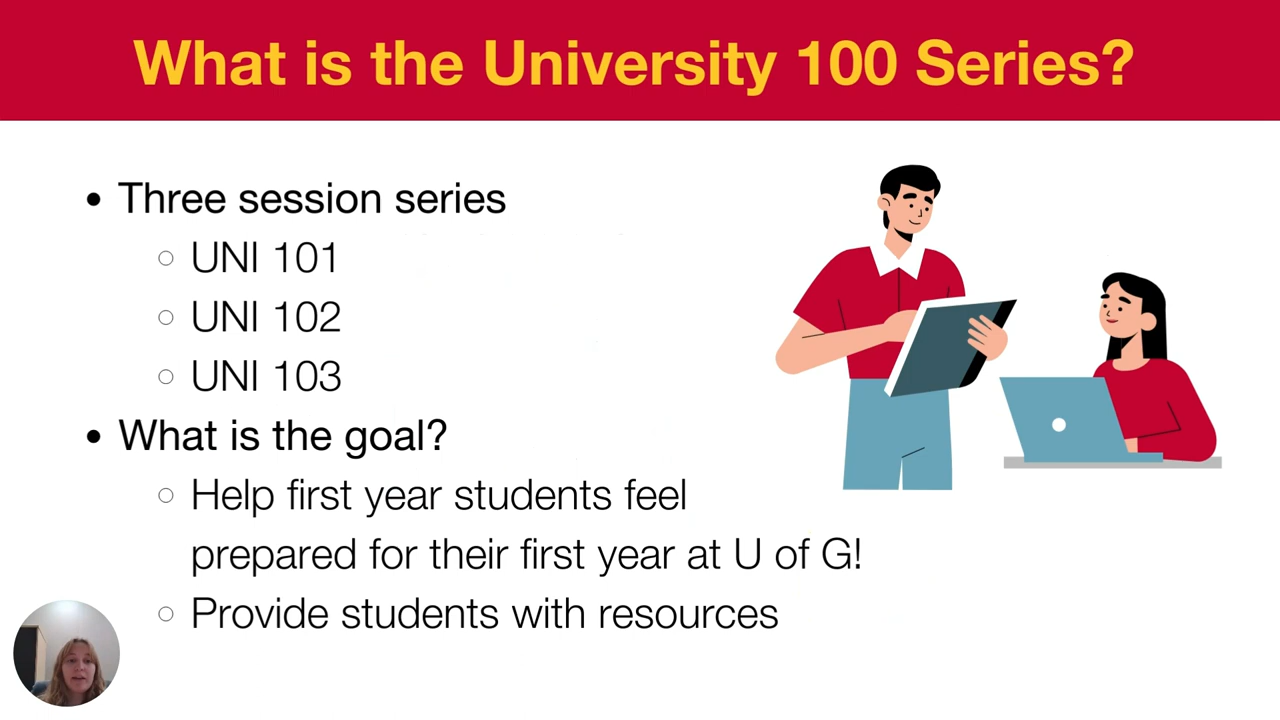 What is the University 100 Series?
• Three session series
○ UNI 101
○ UNI 102
○ UNI 103
• What is the goal?
○ Help first year students feel
prepared for their first year at U of G!
○ Provide students with resources